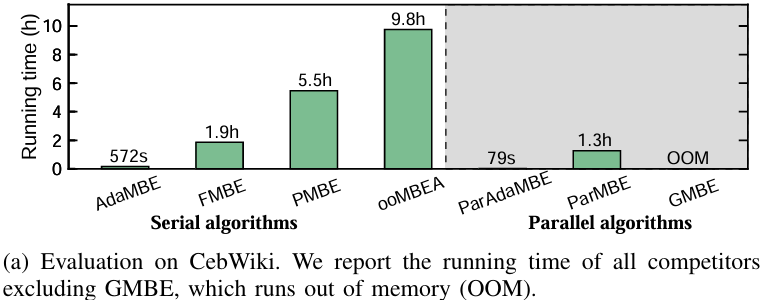 Running time (h)
10
8
6
4
2
0
572s
1.9h
5.5h
9.8h
79s
1.3h
OOM
AdaMBE
FMBE
PMBE
ooMBEA
ParAdaMBE
ParMBE
GMBE
Serial algorithms
Parallel algorithms
(a) Evaluation on CebWiki. We report the running time of all competitors
excluding GMBE, which runs out of memory (OOM).